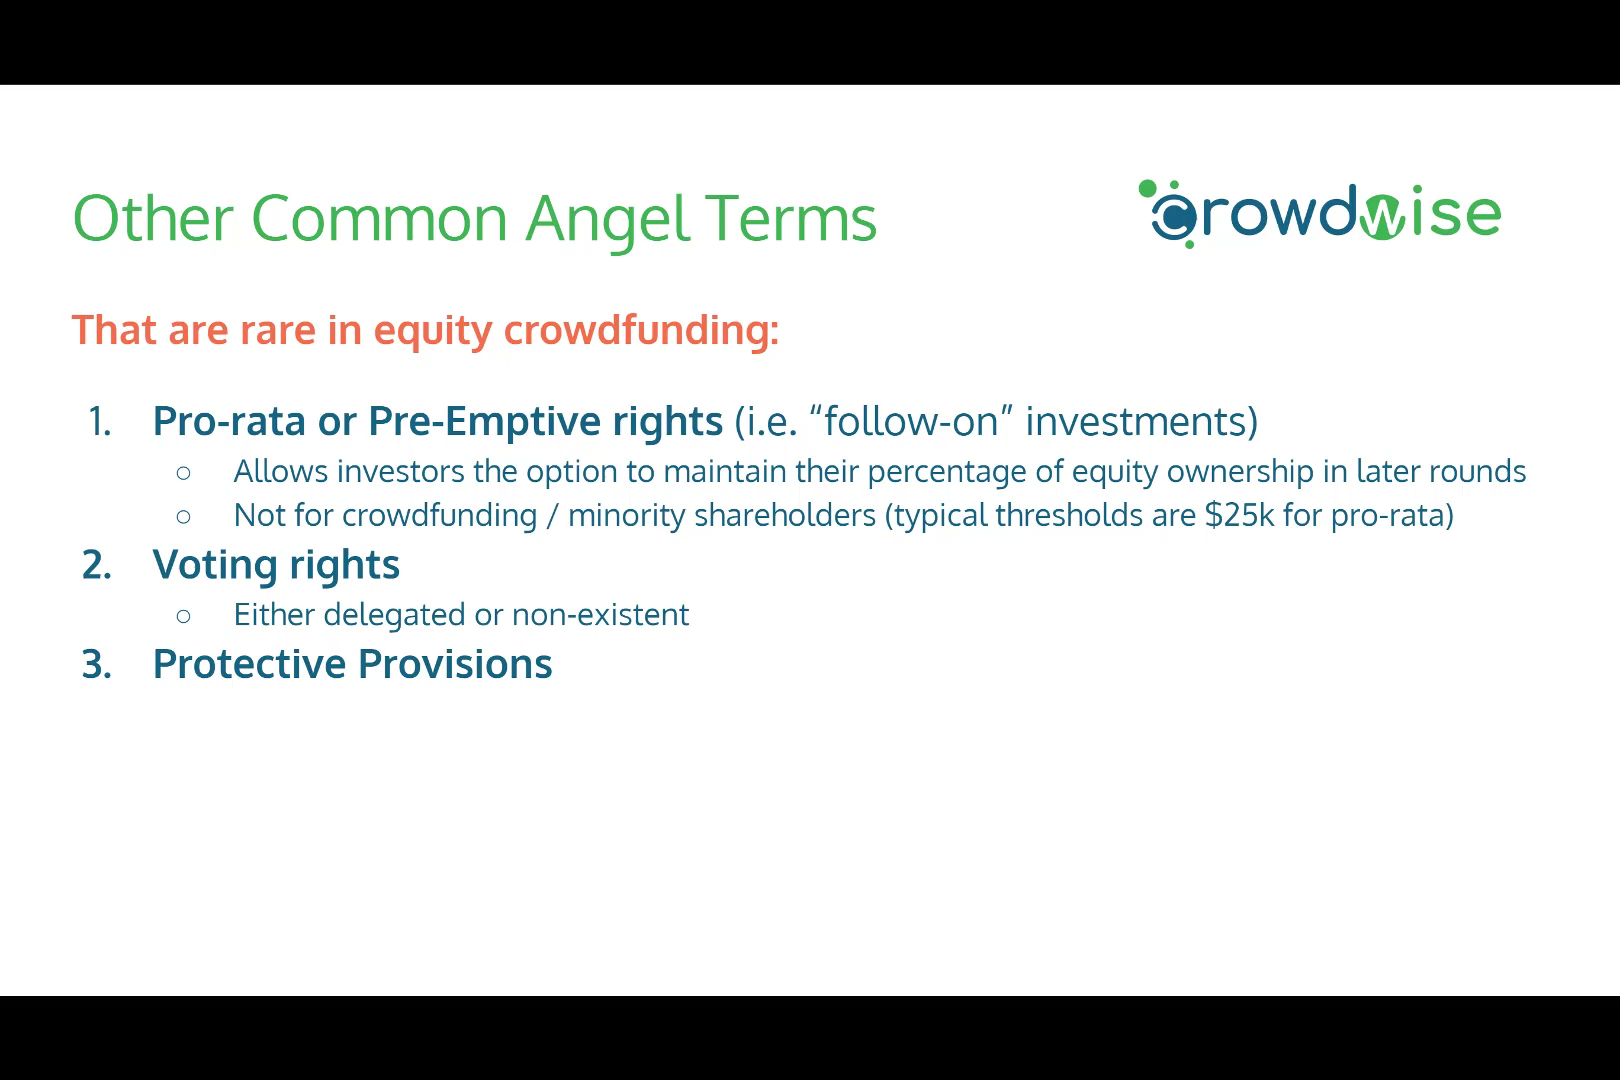 Other Common Angel Terms
crowdwise
That are rare in equity crowdfunding:
1. Pro-rata or Pre-Emptive rights (i.e. “follow-on” investments)
○ Allows investors the option to maintain their percentage of equity ownership in later rounds
○ Not for crowdfunding / minority shareholders (typical thresholds are $25k for pro-rata)
2. Voting rights
○ Either delegated or non-existent
3. Protective Provisions